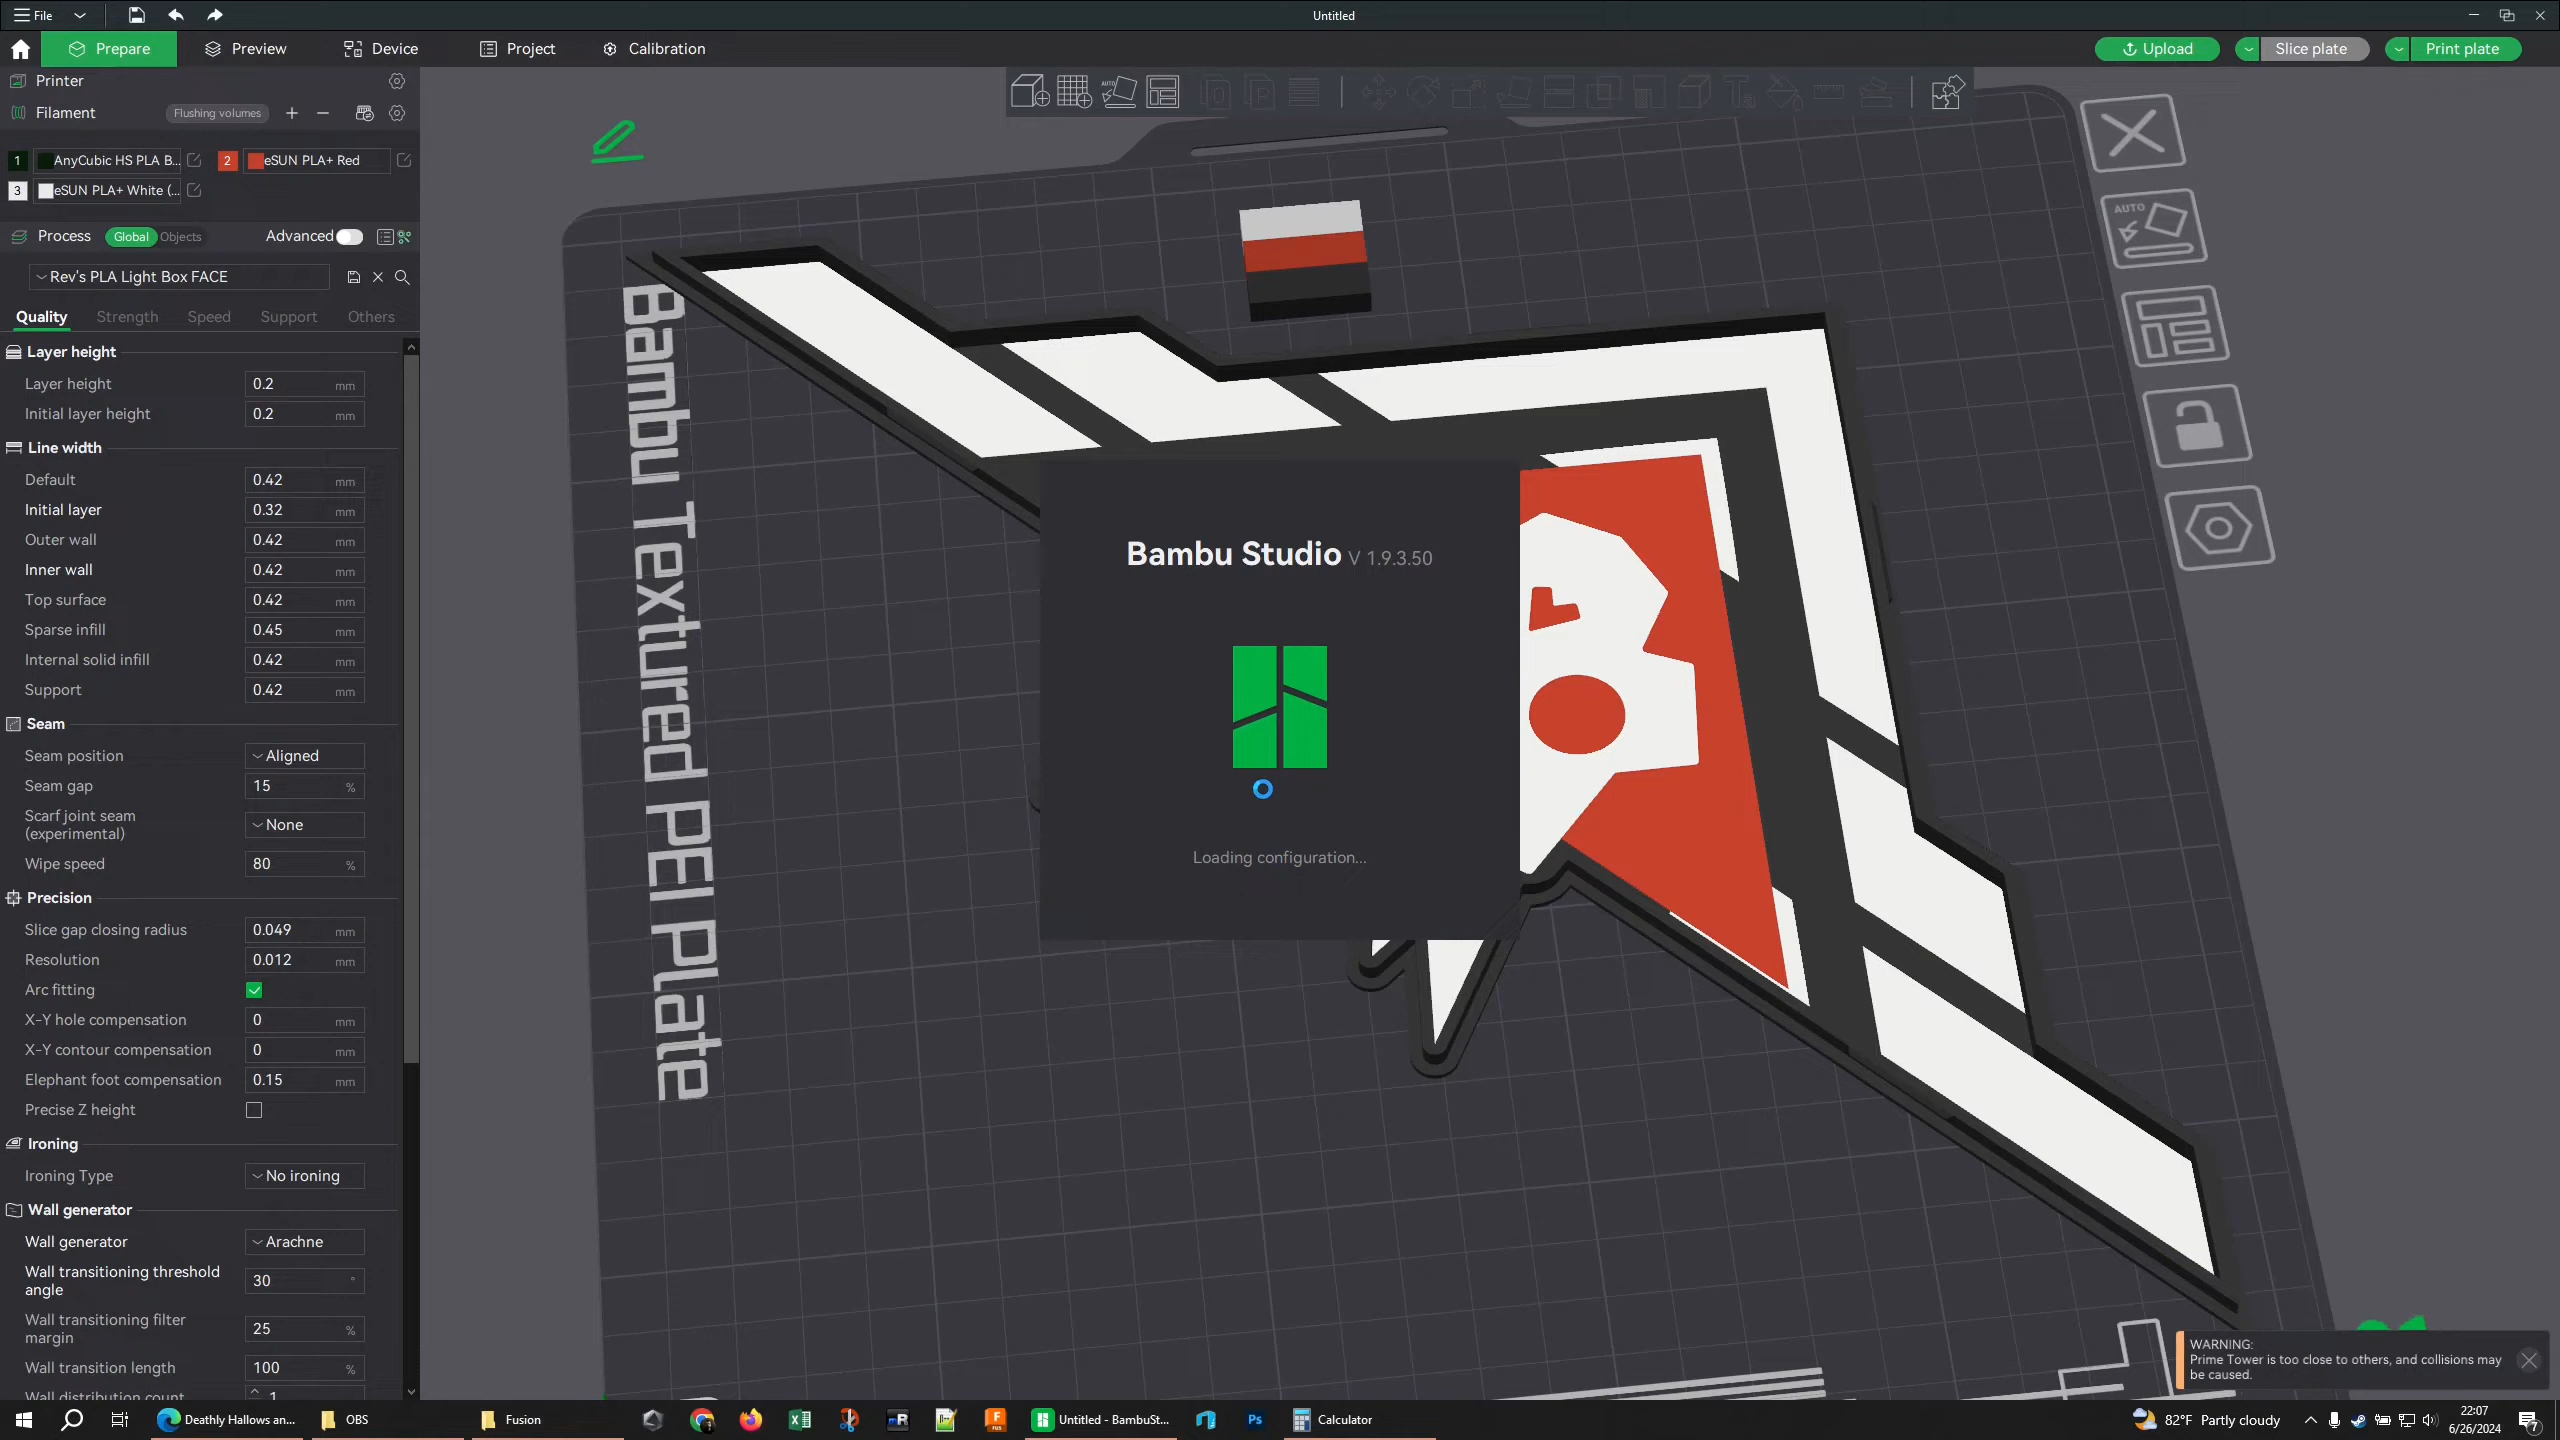 File
Untitled
Prepare
Preview
Device
Project
Calibration
Upload
Slice plate
Print plate
Printer
Filament
Flushing volumes
1 AnyCubic HS PLA B...
2 eSUN PLA+ Red
3 eSUN PLA+ White (...
Process Global Objects Advanced
Rev's PLA Light Box FACE
Quality Strength Speed Support Others
Layer height
Layer height 0.2 mm
Initial layer height 0.2 mm
Line width
Default 0.42 mm
Initial layer 0.32 mm
Outer wall 0.42 mm
Inner wall 0.42 mm
Top surface 0.42 mm
Sparse infill 0.45 mm
Internal solid infill 0.42 mm
Support 0.42 mm
Seam
Seam position Aligned
Seam gap 15 %
Scarf joint seam
(experimental) None
Wipe speed 80 %
Precision
Slice gap closing radius 0.049 mm
Resolution 0.012 mm
Arc fitting
X-Y hole compensation 0 mm
X-Y contour compensation 0 mm
Elephant foot compensation 0.15 mm
Precise Z height
Ironing
Ironing Type No ironing
Wall generator
Wall generator Arachne
Wall transitioning threshold
angle 30 °
Wall transitioning filter
margin 25 %
Wall transition length 100 %
Wall distribution count 1
Bambu Textured PEI Plate
Bambu Studio V 1.9.3.50
Loading configuration...
AUTO
AUTO
WARNING:
Prime Tower is too close to others, and collisions may
be caused.
Deathly Hallows an...
OBS
Fusion
Untitled - BambuSt...
Ps
Calculator
82°F Partly cloudy
22:07
6/26/2024
7